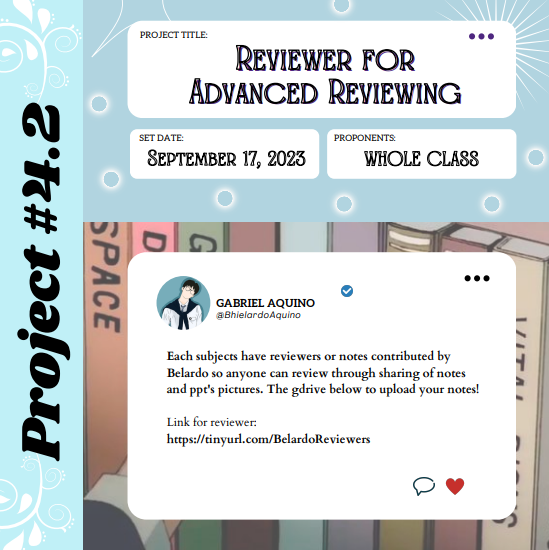 Project #4.2
PROJECT TITLE:
REVIEWER FOR
ADVANCED REVIEWING
SET DATE:
SEPTEMBER 17, 2023
PROPONENTS:
WHOLE CLASS
SPACE
D
G
VITAL
GABRIEL AQUINO
@BhielardoAquino
Each subjects have reviewers or notes contributed by
Belardo so anyone can review through sharing of notes
and ppt's pictures. The gdrive below to upload your notes!
Link for reviewer:
https://tinyurl.com/BelardoReviewers